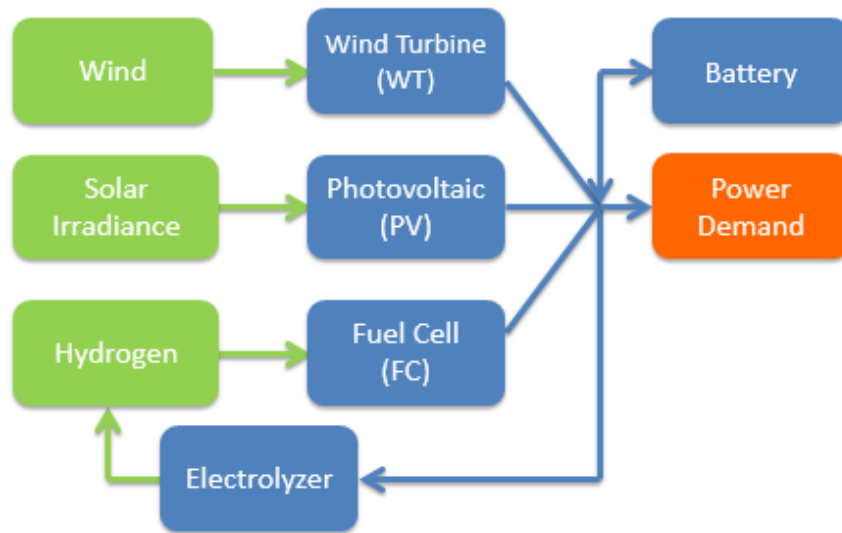 Wind
Wind Turbine
(WT)
Battery
Solar
Irradiance
Photovoltaic
(PV)
Power
Demand
Hydrogen
Fuel Cell
(FC)
Electrolyzer